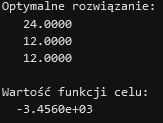 Optymalne rozwiązanie:
24.0000
12.0000
12.0000
Wartość funkcji celu:
-3.4560e+03